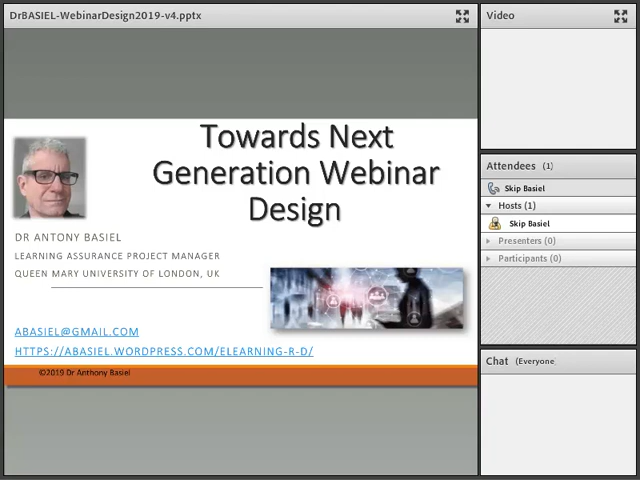 DrBASIEL-WebinarDesign2019-v4.pptx
Towards Next
Generation Webinar
Design
DR ANTONY BASIEL
LEARNING ASSURANCE PROJECT MANAGER
QUEEN MARY UNIVERSITY OF LONDON, UK
ABASIEL@GMAIL.COM
HTTPS://ABASIEL.WORDPRESS.COM/ELEARNING-R-D/
©2019 Dr Anthony Basiel
Video
Attendees (1)
Skip Basiel
Hosts (1)
Skip Basiel
Presenters (0)
Participants (0)
Chat (Everyone